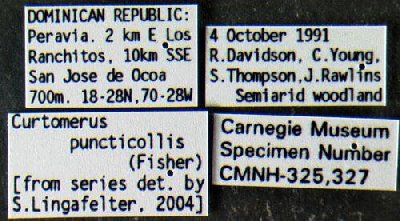 DOMINICAN REPUBLIC:
Peravia. 2 km E Los
Ranchitos, 10km SSE
San Jose de Ocoa
700m. 18-28N,70-28W
4 October 1991
R.Davidson, C.Young,
S.Thompson,J.Rawlins
Semiarid woodland
Curtomerus
puncticollis
(Fisher)
[from series det. by
S.Lingafelter, 2004]
Carnegie Museum
Specimen Number
CMNH-325,327